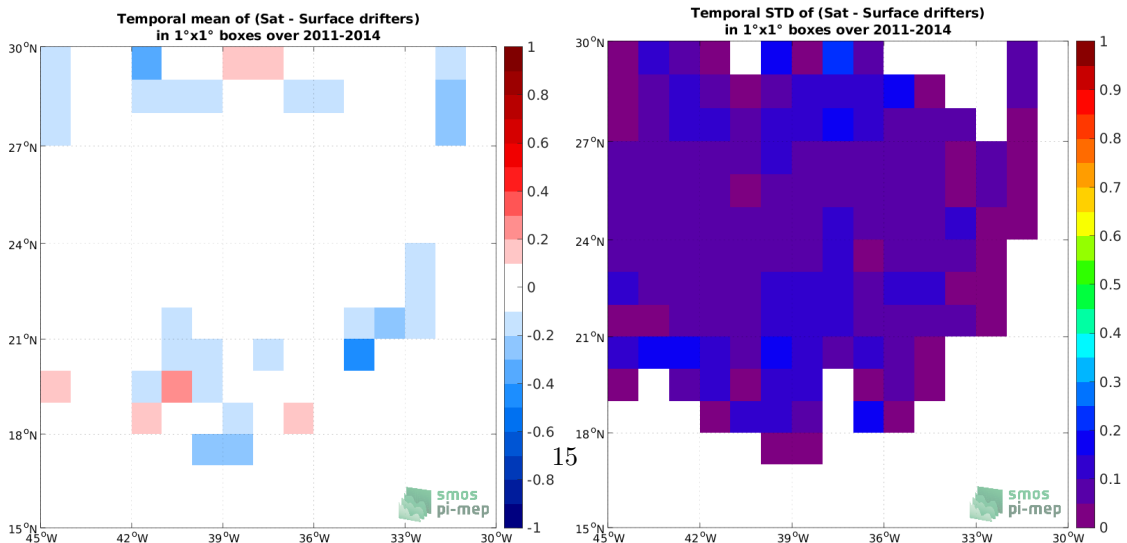 Temporal mean of (Sat - Surface drifters)
in 1°x1° boxes over 2011-2014
30°N
27°N
24°N
21°N
18°N
15°N
45°W
42°W
39°W
36°W
33°W
30°W
1
0.8
0.6
0.4
0.2
0
-0.2
-0.4
-0.6
-0.8
-1
smos
pi-mep
Temporal STD of (Sat - Surface drifters)
in 1°x1° boxes over 2011-2014
30°N
27°N
24°N
21°N
18°N
15°N
45°W
42°W
39°W
36°W
33°W
30°W
1
0.9
0.8
0.7
0.6
0.5
0.4
0.3
0.2
0.1
0
smos
pi-mep
15